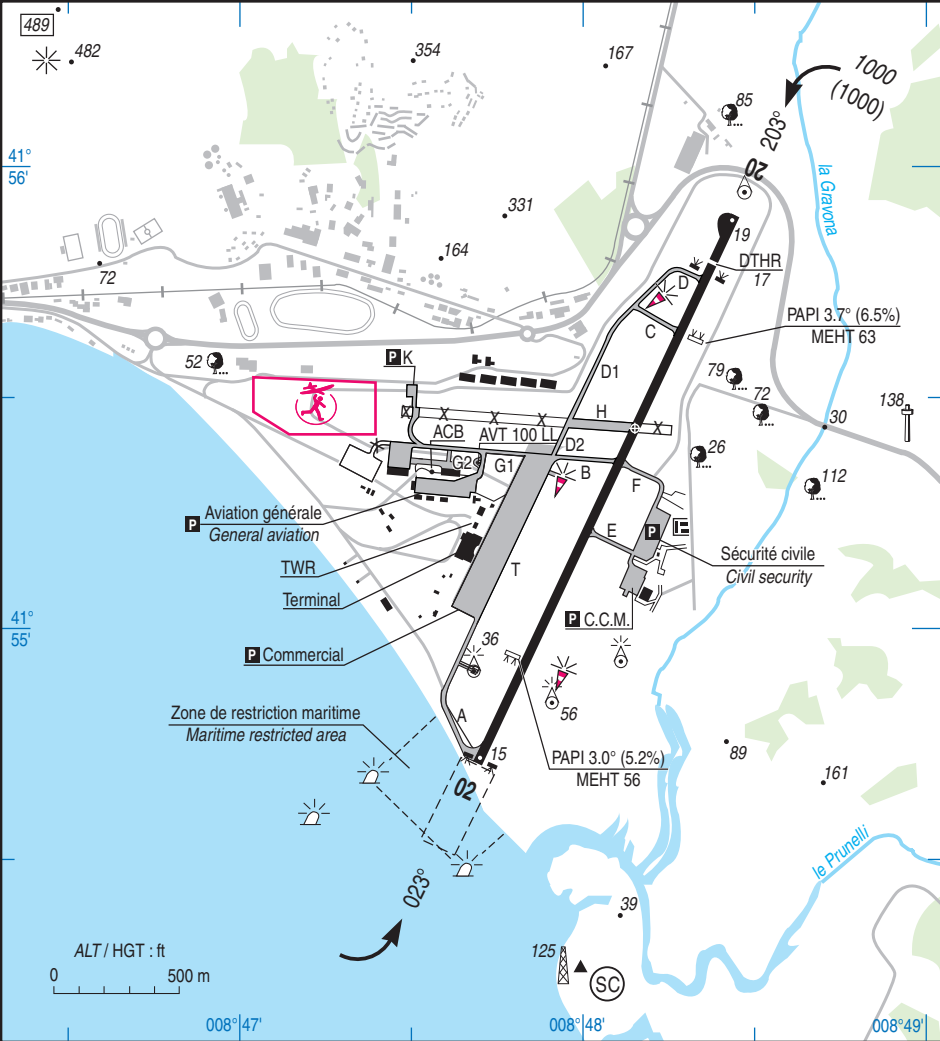 489
482
354
167
1000
(1000)
85
203°
20
41°
56'
la Gravona
331
19
164
DTHR
17
72
D
PAPI 3.7° (6.5%)
MEHT 63
C
52
P K
D1
79
72
138
H
30
X X X X
ACB
AVT 100 LL
D2
26
G2
G1
B
F
112
P Aviation générale
General aviation
E
P
Sécurité civile
Civil security
TWR
T
Terminal
P C.C.M.
41°
55'
36
P Commercial
56
Zone de restriction maritime
Maritime restricted area
A
89
15
PAPI 3.0° (5.2%)
MEHT 56
161
02
le Prunelli
023°
39
ALT / HGT : ft
125
0 500 m
SC
008°47'
008°48'
008°49'